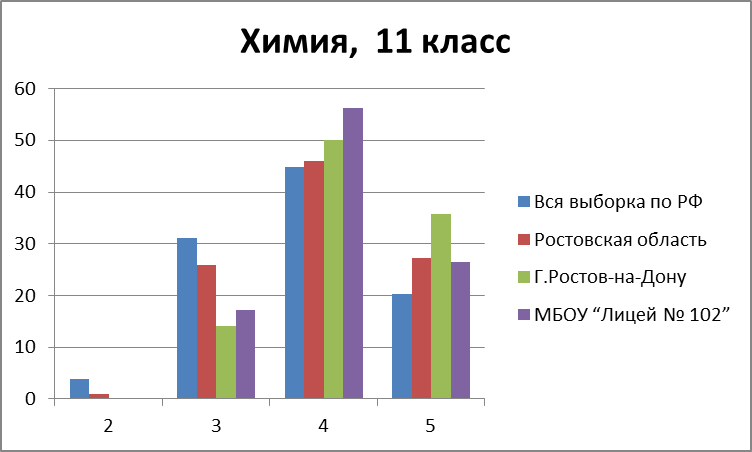 Химия,  11 класс
60
50
40
30
20
10
0
2 3 4 5
Вся выборка по РФ
Ростовская область
Г.Ростов-на-Дону
МБОУ “Лицей № 102”